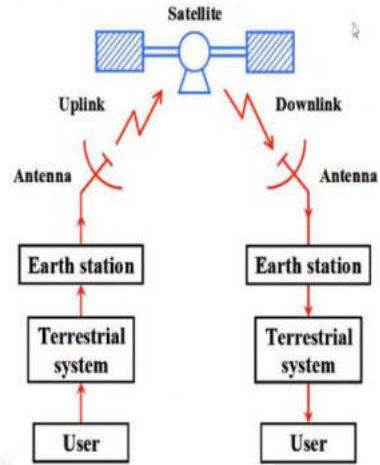 Satellite
Uplink
Downlink
Antenna
Antenna
Earth station
Earth station
Terrestrial
system
Terrestrial
system
User
User